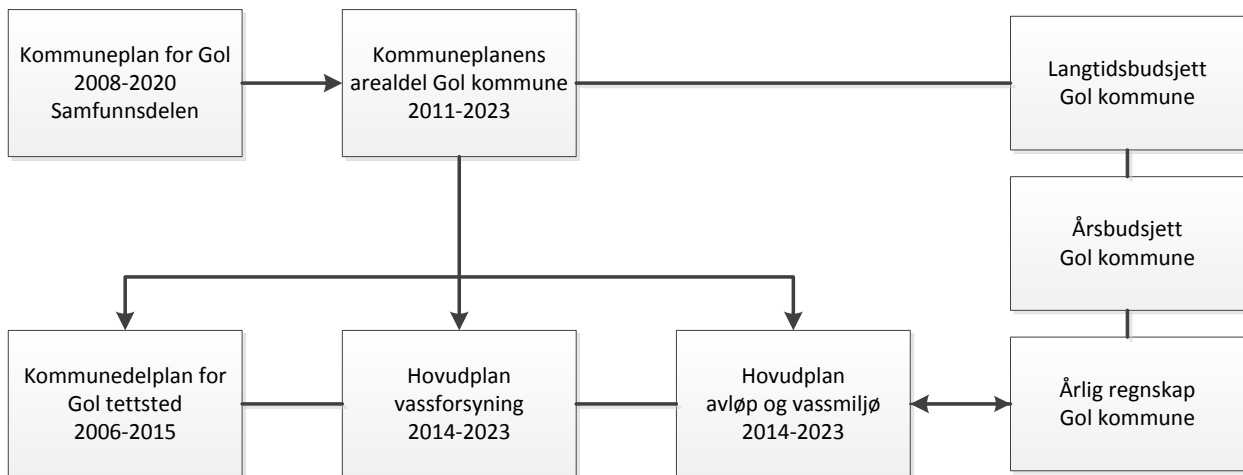 Kommuneplan for Gol
2008-2020
Samfunnsdelen
Kommuneplanens
arealdel Gol kommune
2011-2023
Langtidsbudsjett
Gol kommune
Årsbudsjett
Gol kommune
Kommunedelplan for
Gol tettsted
2006-2015
Hovudplan
vassforsyning
2014-2023
Hovudplan
avløp og vassmiljø
2014-2023
Årlig regnskap
Gol kommune